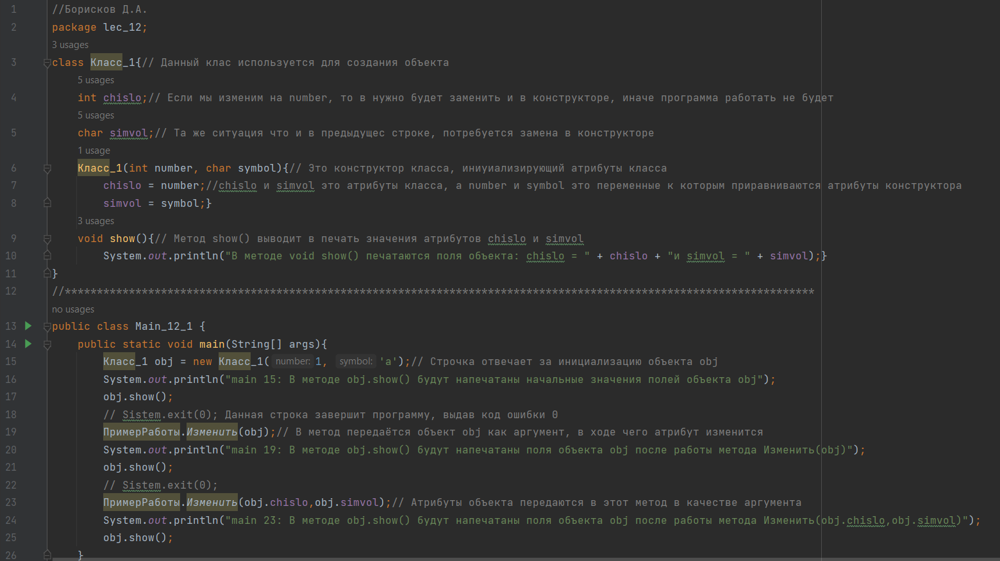 1 //Борисков Д.А.
2 package lec_12;
3 usages
3 class Класс_1{// Данный клас используется для создания объекта
5 usages
4 int chislo;// Если мы изменим на number, то в нужно будет заменить и в конструкторе, иначе программа работать не будет
5 usages
5 char simvol;// Та же ситуация что и в предыдущес строке, потребуется замена в конструкторе
1 usage
6 Класс_1(int number, char symbol){// Это конструктор класса, иниуиализирующий атрибуты класса
7 chislo = number;//chislo и simvol это атрибуты класса, а number и symbol это переменные к которым приравниваются атрибуты конструктора
8 simvol = symbol;}
3 usages
9 void show(){// Метод show() выводит в печать значения атрибутов chislo и simvol
10 System.out.println("В методе void show() печатаются поля объекта: chislo = " + chislo + "и simvol = " + simvol);}
11 }
12 //*********************************************************************************************************************
no usages
13 public class Main_12_1 {
14 public static void main(String[] args){
15 Класс_1 obj = new Класс_1( number: 1, symbol: 'a');// Строчка отвечает за инициализацию объекта obj
16 System.out.println("main 15: В методе obj.show() будут напечатаны начальные значения полей объекта obj");
17 obj.show();
18 // Sistem.exit(0); Данная строка завершит программу, выдав код ошибки 0
19 ПримерРаботы.Изменить(obj);// В метод передаётся объект obj как аргумент, в ходе чего атрибут изменится
20 System.out.println("main 19: В методе obj.show() будут напечатаны поля объекта obj после работы метода Изменить(obj)");
21 obj.show();
22 // Sistem.exit(0);
23 ПримерРаботы.Изменить(obj.chislo,obj.simvol);// Атрибуты объекта передаются в этот метод в качестве аргумента
24 System.out.println("main 23: В методе obj.show() будут напечатаны поля объекта obj после работы метода Изменить(obj.chislo,obj.simvol)");
25 obj.show();
26 }